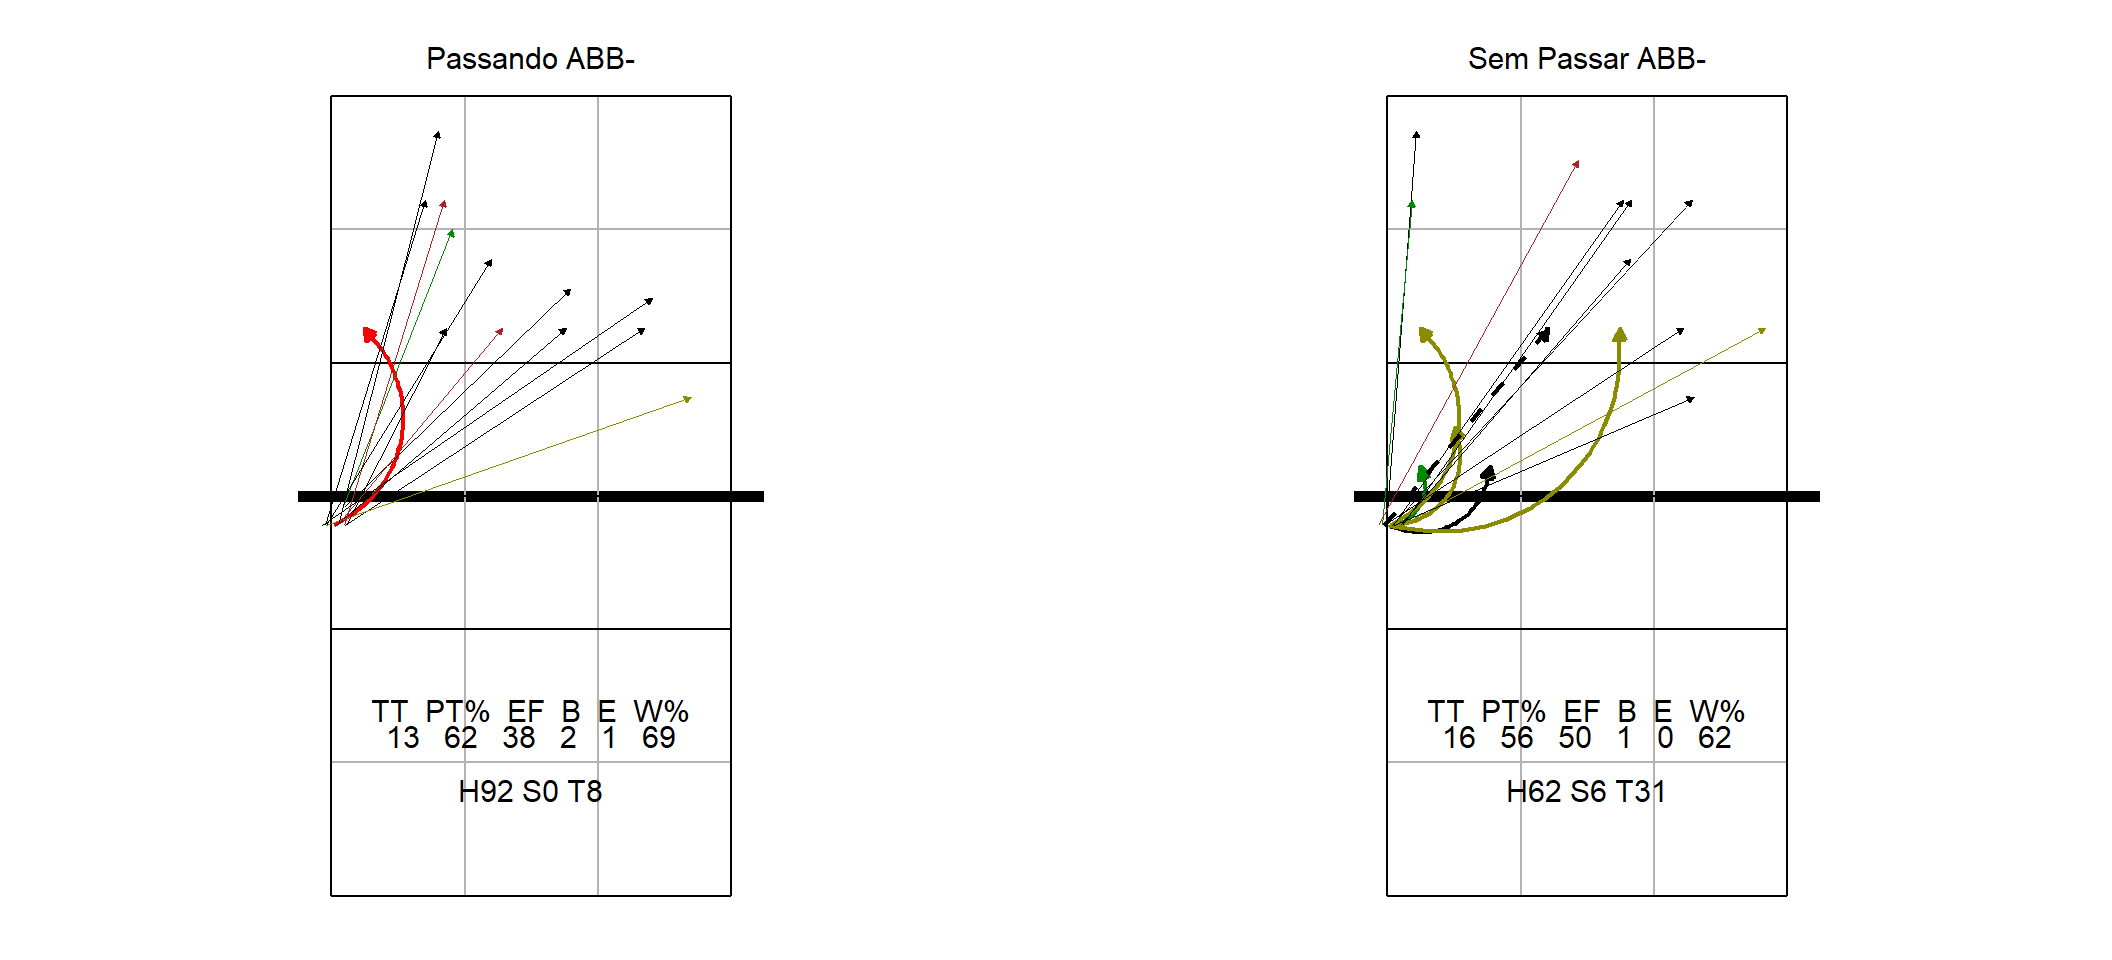 Passando ABB-
TT PT% EF B E W%
13 62 38 2 1 69
H92 S0 T8
Sem Passar ABB-
TT PT% EF B E W%
16 56 50 1 0 62
H62 S6 T31